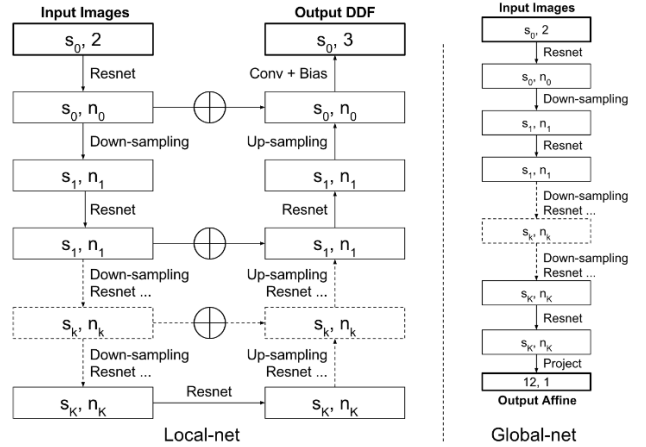 Input Images
s0, 2
Resnet
s0, n0
Down-sampling
s1, n1
Resnet
s1, n1
Down-sampling
Resnet ...
sk, nk
Down-sampling
Resnet ...
sK, nK
Resnet
Output DDF
s0, 3
Conv + Bias
s0, n0
Up-sampling
s1, n1
Resnet
s1, n1
Up-sampling
Resnet ...
sk, nk
Up-sampling
Resnet ...
sK, nK
Local-net
Input Images
s0, 2
Resnet
s0, n0
Down-sampling
s1, n1
Resnet
s1, n1
Down-sampling
Resnet ...
sk, nk
Down-sampling
Resnet ...
sK, nK
Resnet
sK, nK
Project
12, 1
Output Affine
Global-net